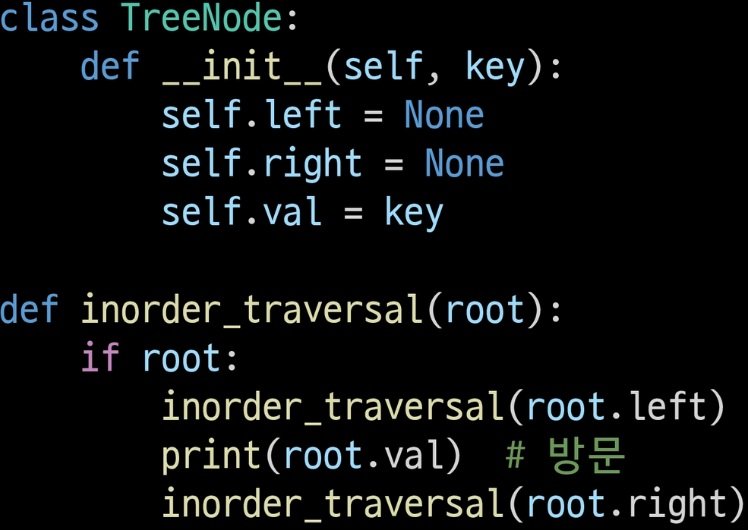 class TreeNode:
    def __init__(self, key):
        self.left = None
        self.right = None
        self.val = key

def inorder_traversal(root):
    if root:
        inorder_traversal(root.left)
        print(root.val)  # 방문
        inorder_traversal(root.right)